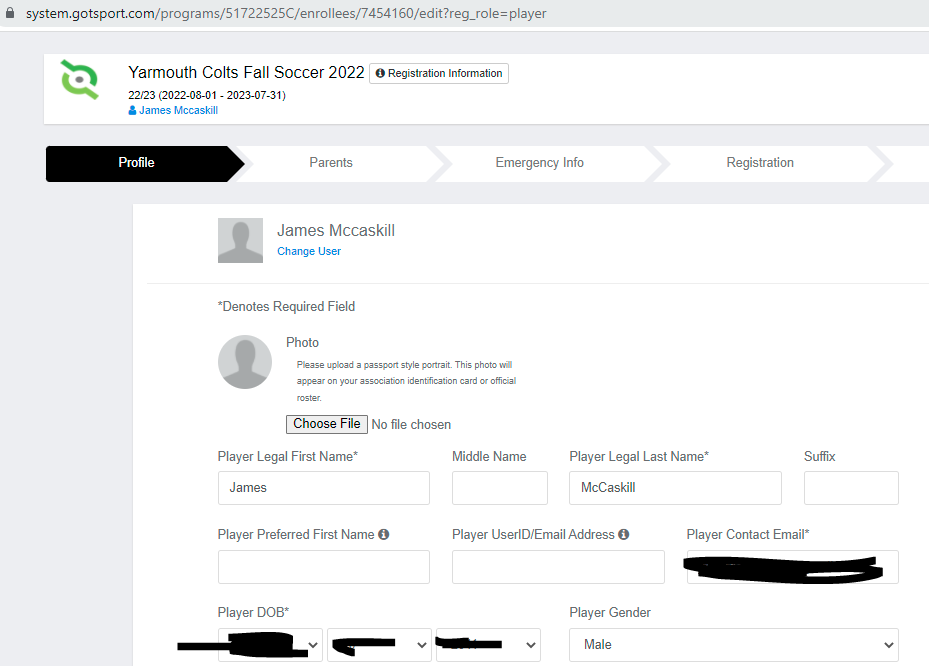 system.gotsport.com/programs/51722525C/enrollees/7454160/edit?reg_role=player
Yarmouth Colts Fall Soccer 2022 Registration Information
22/23 (2022-08-01 - 2023-07-31)
James Mccaskill
Profile Parents Emergency Info Registration
James Mccaskill
Change User
*Denotes Required Field
Photo
Please upload a passport style portrait. This photo will
appear on your association identification card or official
roster.
Choose File No file chosen
Player Legal First Name* Middle Name Player Legal Last Name* Suffix
James McCaskill
Player Preferred First Name Player UserID/Email Address Player Contact Email*
Player DOB* Player Gender
Male